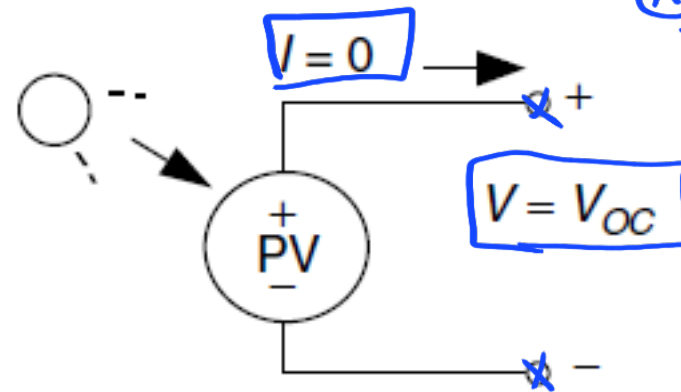 I = 0
+
+
PV
−
V = V_OC
−